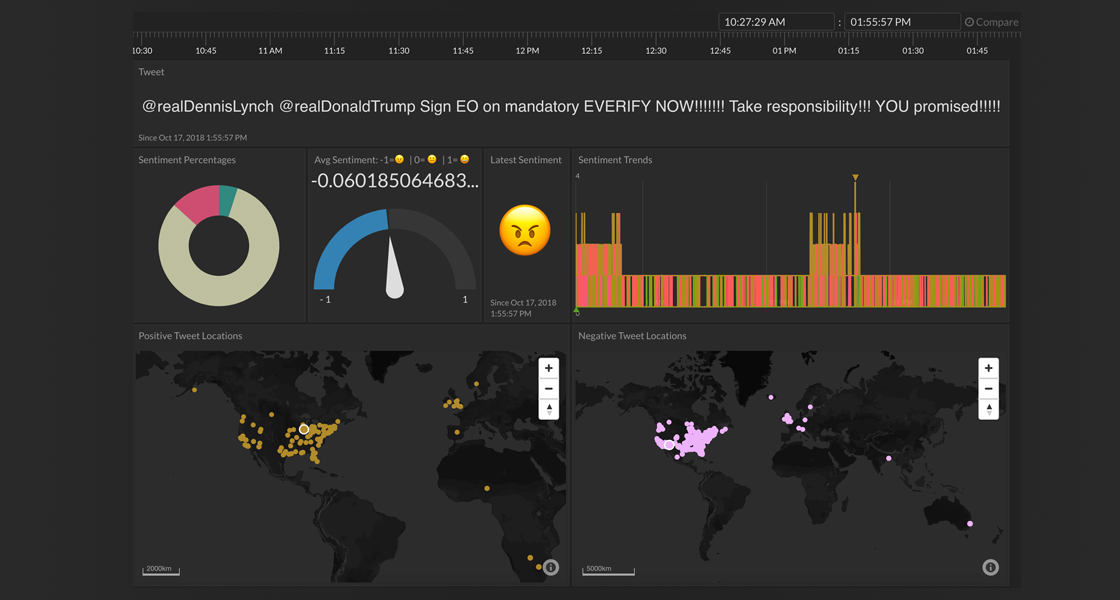 10:27:29 AM : 01:55:57 PM Compare
10:30 10:45 11 AM 11:15 11:30 11:45 12 PM 12:15 12:30 12:45 01 PM 01:15 01:30 01:45
Tweet
@realDennisLynch @realDonaldTrump Sign EO on mandatory EVERIFY NOW!!!!!!! Take responsibility!!! YOU promised!!!!!
Since Oct 17, 2018 1:55:57 PM
Sentiment Percentages
Avg Sentiment: -1=😠 | 0=😐 | 1=😀
-0.060185064683...
-1 1
Latest Sentiment
Since Oct 17, 2018
1:55:57 PM
Sentiment Trends
4
0
Positive Tweet Locations
+
−
2000km
Negative Tweet Locations
+
−
5000km